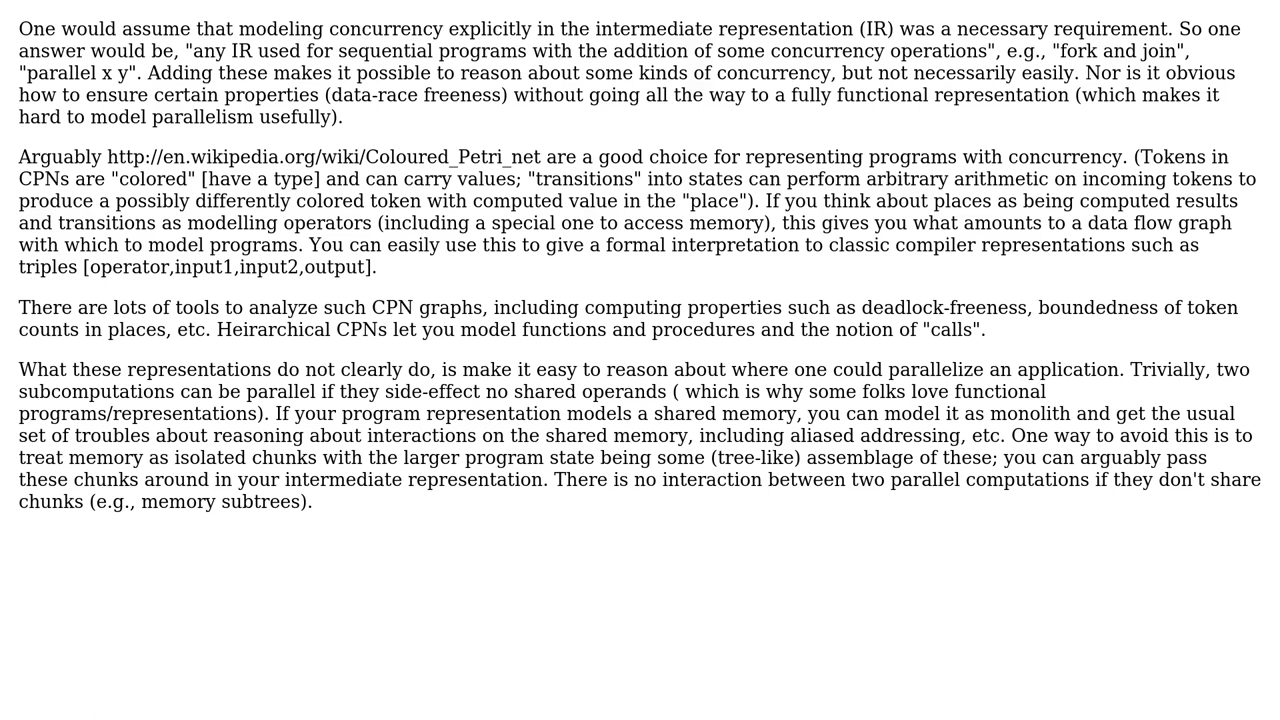 One would assume that modeling concurrency explicitly in the intermediate representation (IR) was a necessary requirement. So one
answer would be, "any IR used for sequential programs with the addition of some concurrency operations", e.g., "fork and join",
"parallel x y". Adding these makes it possible to reason about some kinds of concurrency, but not necessarily easily. Nor is it obvious
how to ensure certain properties (data-race freeness) without going all the way to a fully functional representation (which makes it
hard to model parallelism usefully).
Arguably http://en.wikipedia.org/wiki/Coloured_Petri_net are a good choice for representing programs with concurrency. (Tokens in
CPNs are "colored" [have a type] and can carry values; "transitions" into states can perform arbitrary arithmetic on incoming tokens to
produce a possibly differently colored token with computed value in the "place"). If you think about places as being computed results
and transitions as modelling operators (including a special one to access memory), this gives you what amounts to a data flow graph
with which to model programs. You can easily use this to give a formal interpretation to classic compiler representations such as
triples [operator,input1,input2,output].
There are lots of tools to analyze such CPN graphs, including computing properties such as deadlock-freeness, boundedness of token
counts in places, etc. Heirarchical CPNs let you model functions and procedures and the notion of "calls".
What these representations do not clearly do, is make it easy to reason about where one could parallelize an application. Trivially, two
subcomputations can be parallel if they side-effect no shared operands ( which is why some folks love functional
programs/representations). If your program representation models a shared memory, you can model it as monolith and get the usual
set of troubles about reasoning about interactions on the shared memory, including aliased addressing, etc. One way to avoid this is to
treat memory as isolated chunks with the larger program state being some (tree-like) assemblage of these; you can arguably pass
these chunks around in your intermediate representation. There is no interaction between two parallel computations if they don't share
chunks (e.g., memory subtrees).